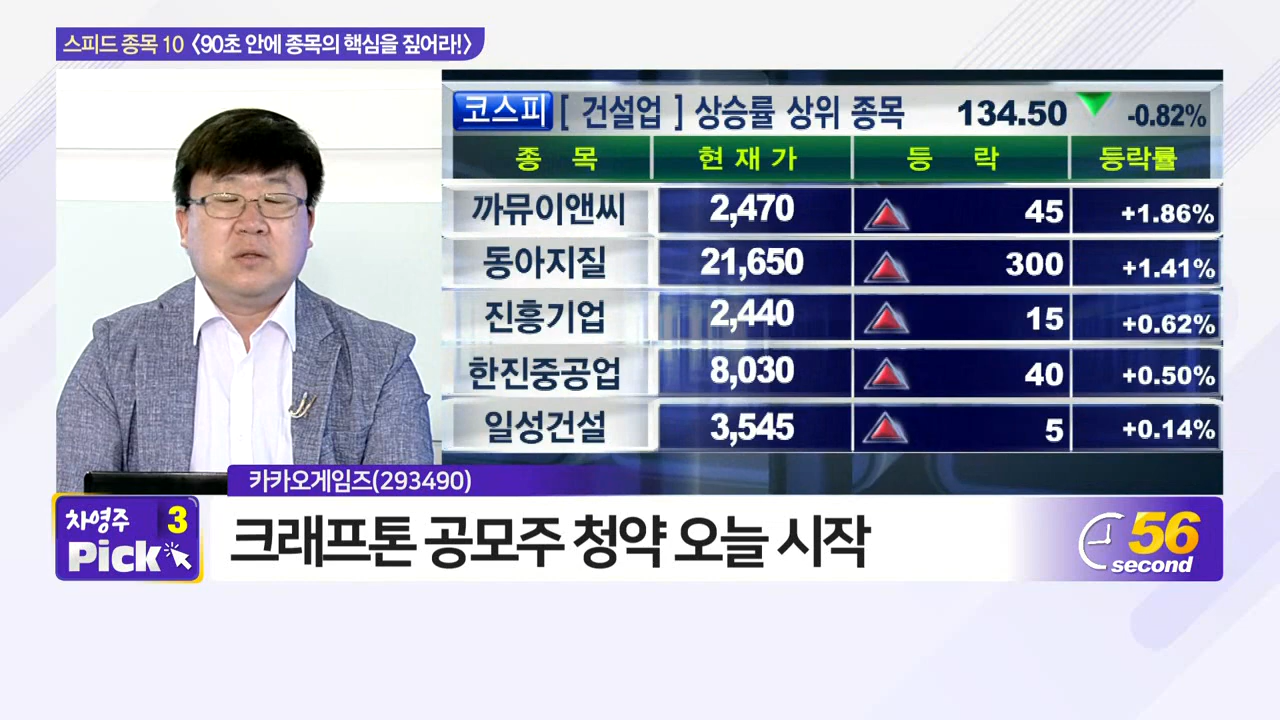 스피드 종목 10 <90초 안에 종목의 핵심을 짚어라!>
코스피 [ 건설업 ] 상승률 상위 종목 134.50 -0.82%
종 목 현 재 가 등 락 등락률
까뮤이앤씨 2,470 45 +1.86%
동아지질 21,650 300 +1.41%
진흥기업 2,440 15 +0.62%
한진중공업 8,030 40 +0.50%
일성건설 3,545 5 +0.14%
카카오게임즈(293490)
차영주 3
Pick
크래프톤 공모주 청약 오늘 시작
56
second